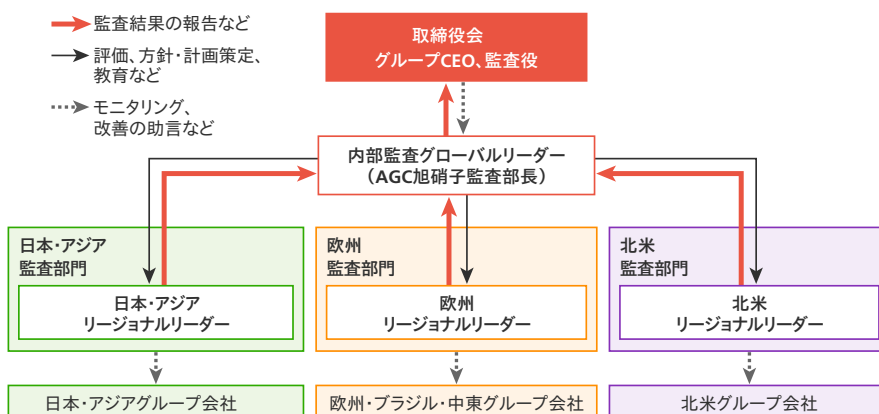 監査結果の報告など
評価、方針・計画策定、
教育など
モニタリング、
改善の助言など
取締役会
グループCEO、監査役
内部監査グローバルリーダー
（AGC旭硝子監査部長）
日本・アジア
監査部門
日本・アジア
リージョナルリーダー
欧州
監査部門
欧州
リージョナルリーダー
北米
監査部門
北米
リージョナルリーダー
日本・アジアグループ会社
欧州・ブラジル・中東グループ会社
北米グループ会社